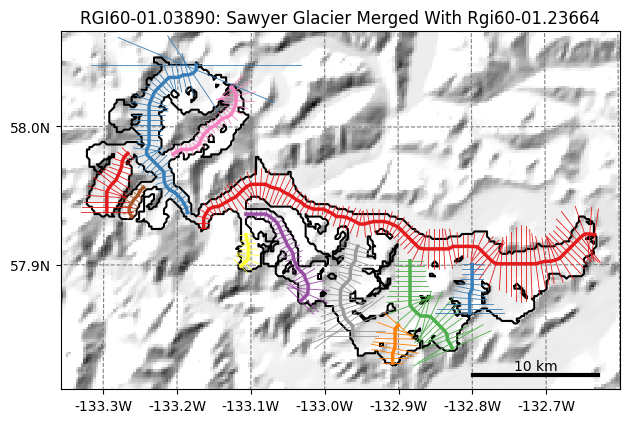 RGI60-01.03890: Sawyer Glacier Merged With Rgi60-01.23664
58.0N
57.9N
10 km
-133.3W -133.2W -133.1W -133.0W -132.9W -132.8W -132.7W